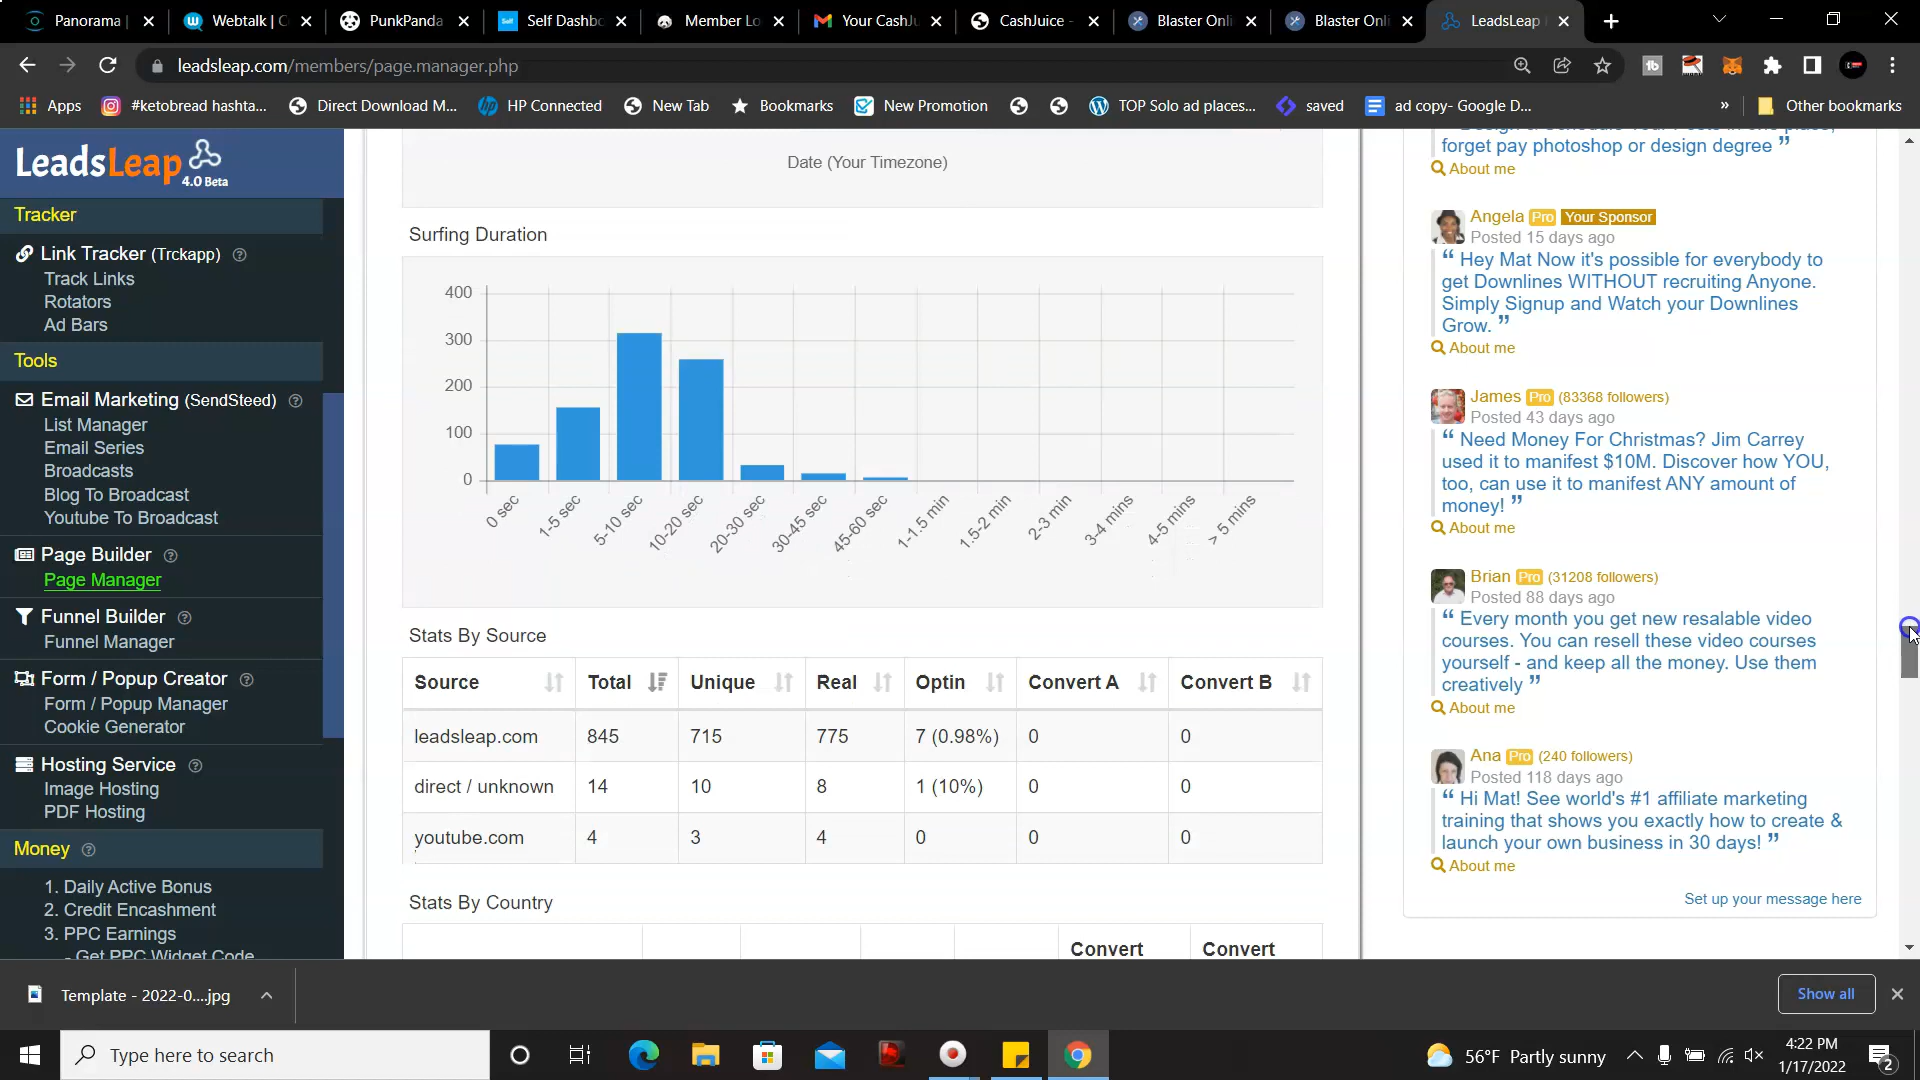 Panorama |
Webtalk | C
PunkPanda
Self Dashbo
Member Lo
Your CashJu
CashJuice -
Blaster Onli
Blaster Onli
LeadsLeap
leadsleap.com/members/page.manager.php
Apps
#ketobread hashta...
Direct Download M...
HP Connected
New Tab
Bookmarks
New Promotion
TOP Solo ad places...
saved
ad copy- Google D...
»
Other bookmarks
LeadsLeap
4.0 Beta
Tracker
Link Tracker (Trckapp)
Track Links
Rotators
Ad Bars
Tools
Email Marketing (SendSteed)
List Manager
Email Series
Broadcasts
Blog To Broadcast
Youtube To Broadcast
Page Builder
Page Manager
Funnel Builder
Funnel Manager
Form / Popup Creator
Form / Popup Manager
Cookie Generator
Hosting Service
Image Hosting
PDF Hosting
Money
1. Daily Active Bonus
2. Credit Encashment
3. PPC Earnings
- Get PPC Widget Code
Date (Your Timezone)
Surfing Duration
400
300
200
100
0
0 sec
1-5 sec
5-10 sec
10-20 sec
20-30 sec
30-45 sec
45-60 sec
1-1.5 min
1.5-2 min
2-3 min
3-4 mins
4-5 mins
> 5 mins
Stats By Source
Source Total Unique Real Optin Convert A Convert B
leadsleap.com 845 715 775 7 (0.98%) 0 0
direct / unknown 14 10 8 1 (10%) 0 0
youtube.com 4 3 4 0 0 0
Stats By Country
Convert Convert
forget pay photoshop or design degree ”
About me
Angela Pro Your Sponsor
Posted 15 days ago
“ Hey Mat Now it's possible for everybody to
get Downlines WITHOUT recruiting Anyone.
Simply Signup and Watch your Downlines
Grow. ”
About me
James Pro (83368 followers)
Posted 43 days ago
“ Need Money For Christmas? Jim Carrey
used it to manifest $10M. Discover how YOU,
too, can use it to manifest ANY amount of
money! ”
About me
Brian Pro (31208 followers)
Posted 88 days ago
“ Every month you get new resalable video
courses. You can resell these video courses
yourself - and keep all the money. Use them
creatively ”
About me
Ana Pro (240 followers)
Posted 118 days ago
“ Hi Mat! See world's #1 affiliate marketing
training that shows you exactly how to create &
launch your own business in 30 days! ”
About me
Set up your message here
Template - 2022-0....jpg
Show all
Type here to search
56°F Partly sunny
4:22 PM
1/17/2022
2